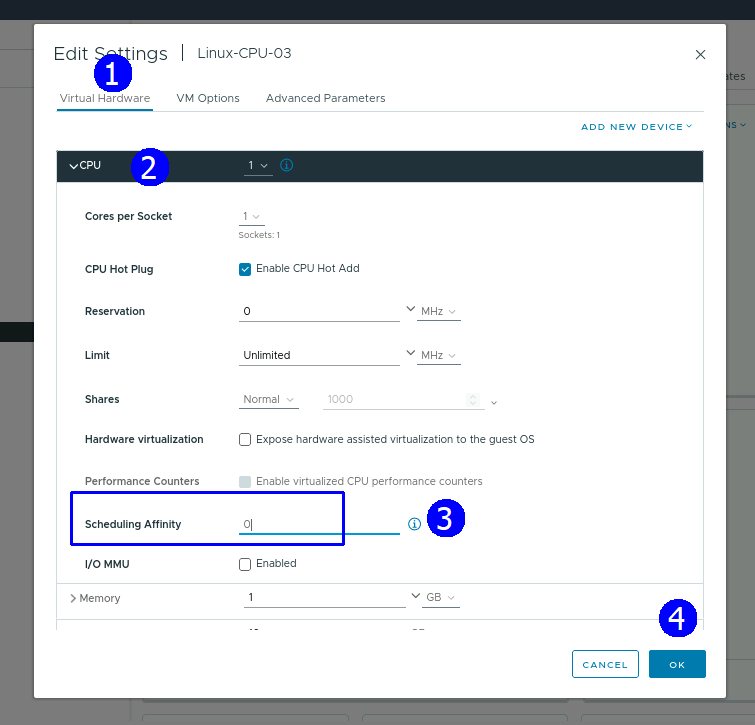 Edit Settings | Linux-CPU-03
1
Virtual Hardware VM Options Advanced Parameters
ates
ADD NEW DEVICE
NS
CPU 2 1
Cores per Socket 1
Sockets: 1
CPU Hot Plug Enable CPU Hot Add
Reservation 0 MHz
Limit Unlimited MHz
Shares Normal 1000
Hardware virtualization Expose hardware assisted virtualization to the guest OS
Performance Counters Enable virtualized CPU performance counters
Scheduling Affinity 0 3
I/O MMU Enabled
Memory 1 GB
4
CANCEL OK